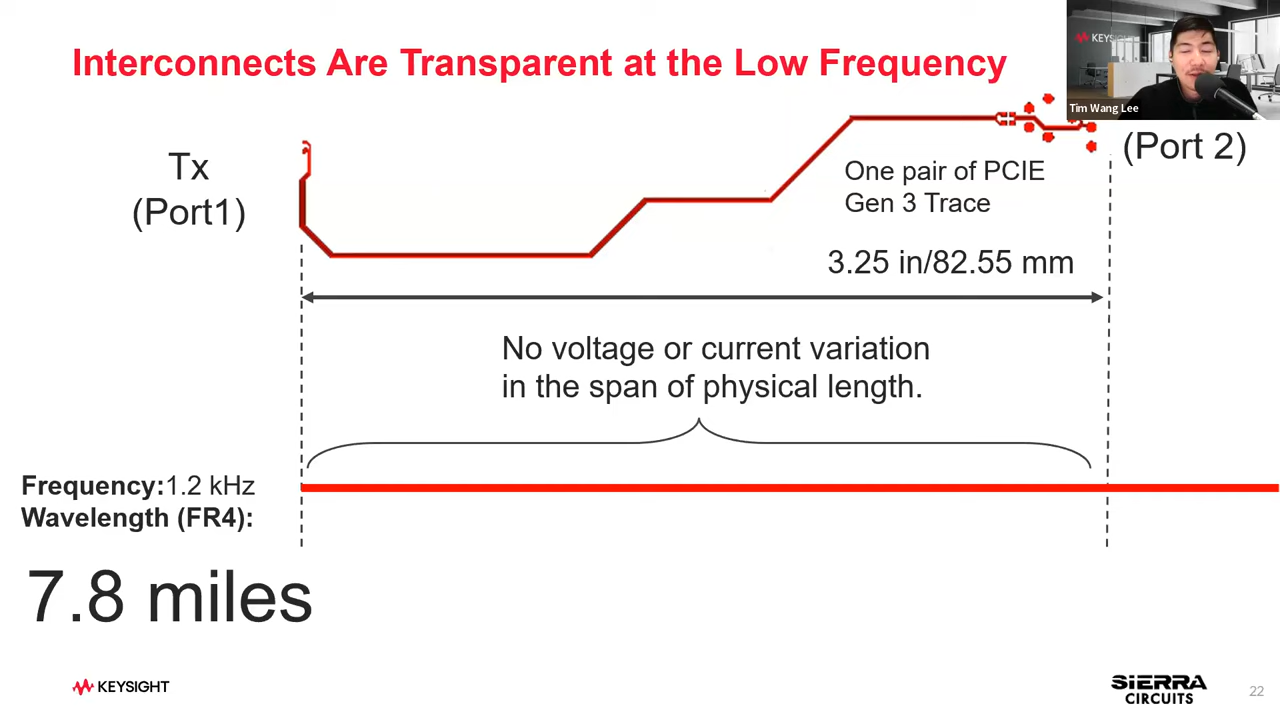 Interconnects Are Transparent at the Low Frequency
KEYSIGHT
Tim Wang Lee
Tx
(Port1)
(Port 2)
One pair of PCIE
Gen 3 Trace
3.25 in/82.55 mm
No voltage or current variation
in the span of physical length.
Frequency:1.2 kHz
Wavelength (FR4):
7.8 miles
KEYSIGHT
SiERRA
CIRCUITS
22